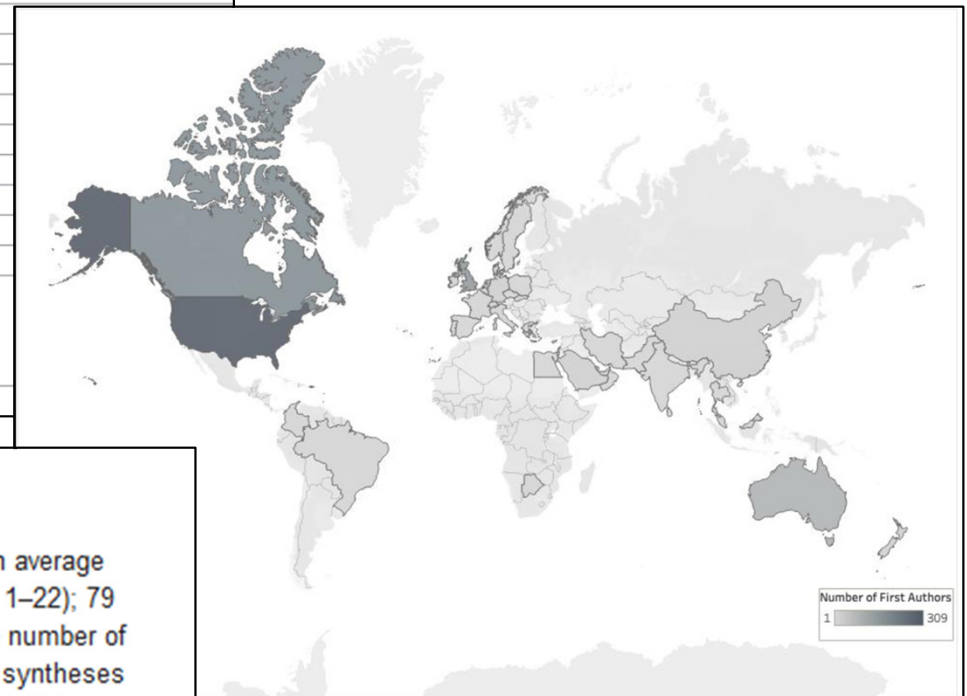 Number of First Authors
1 309
average
1–22); 79
number of
syntheses